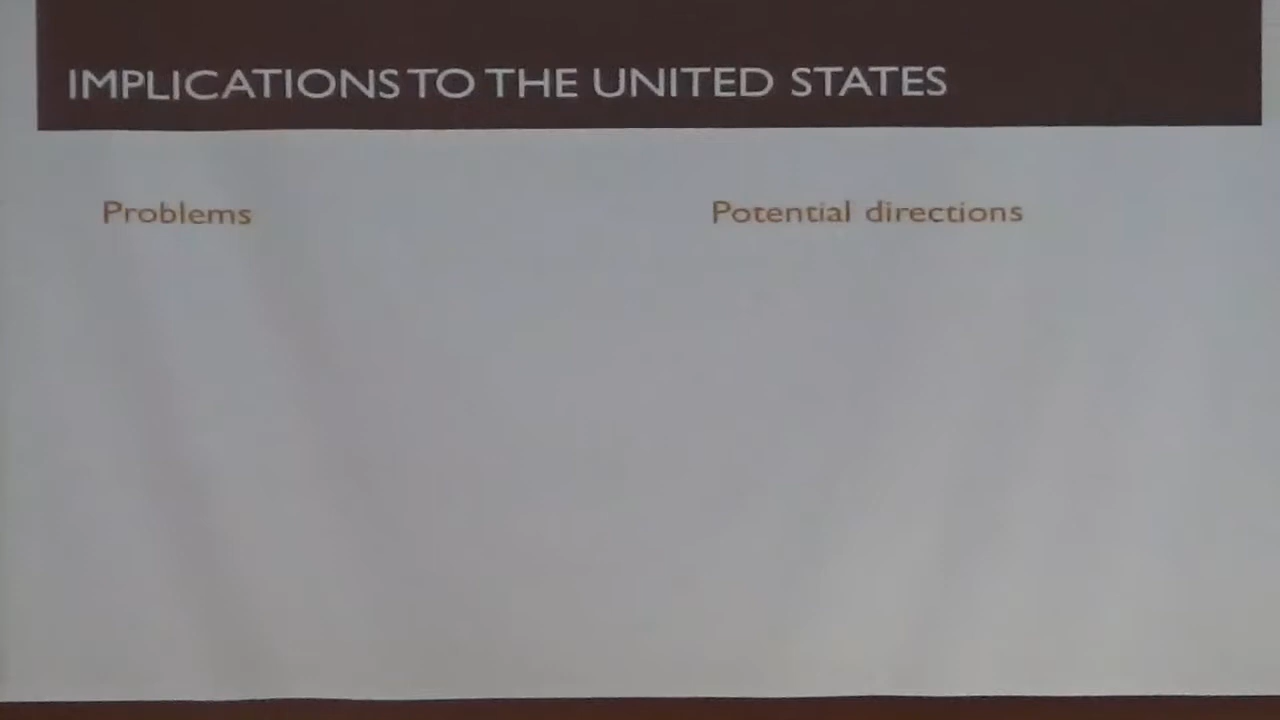 IMPLICATIONS TO THE UNITED STATES
Problems
Potential directions